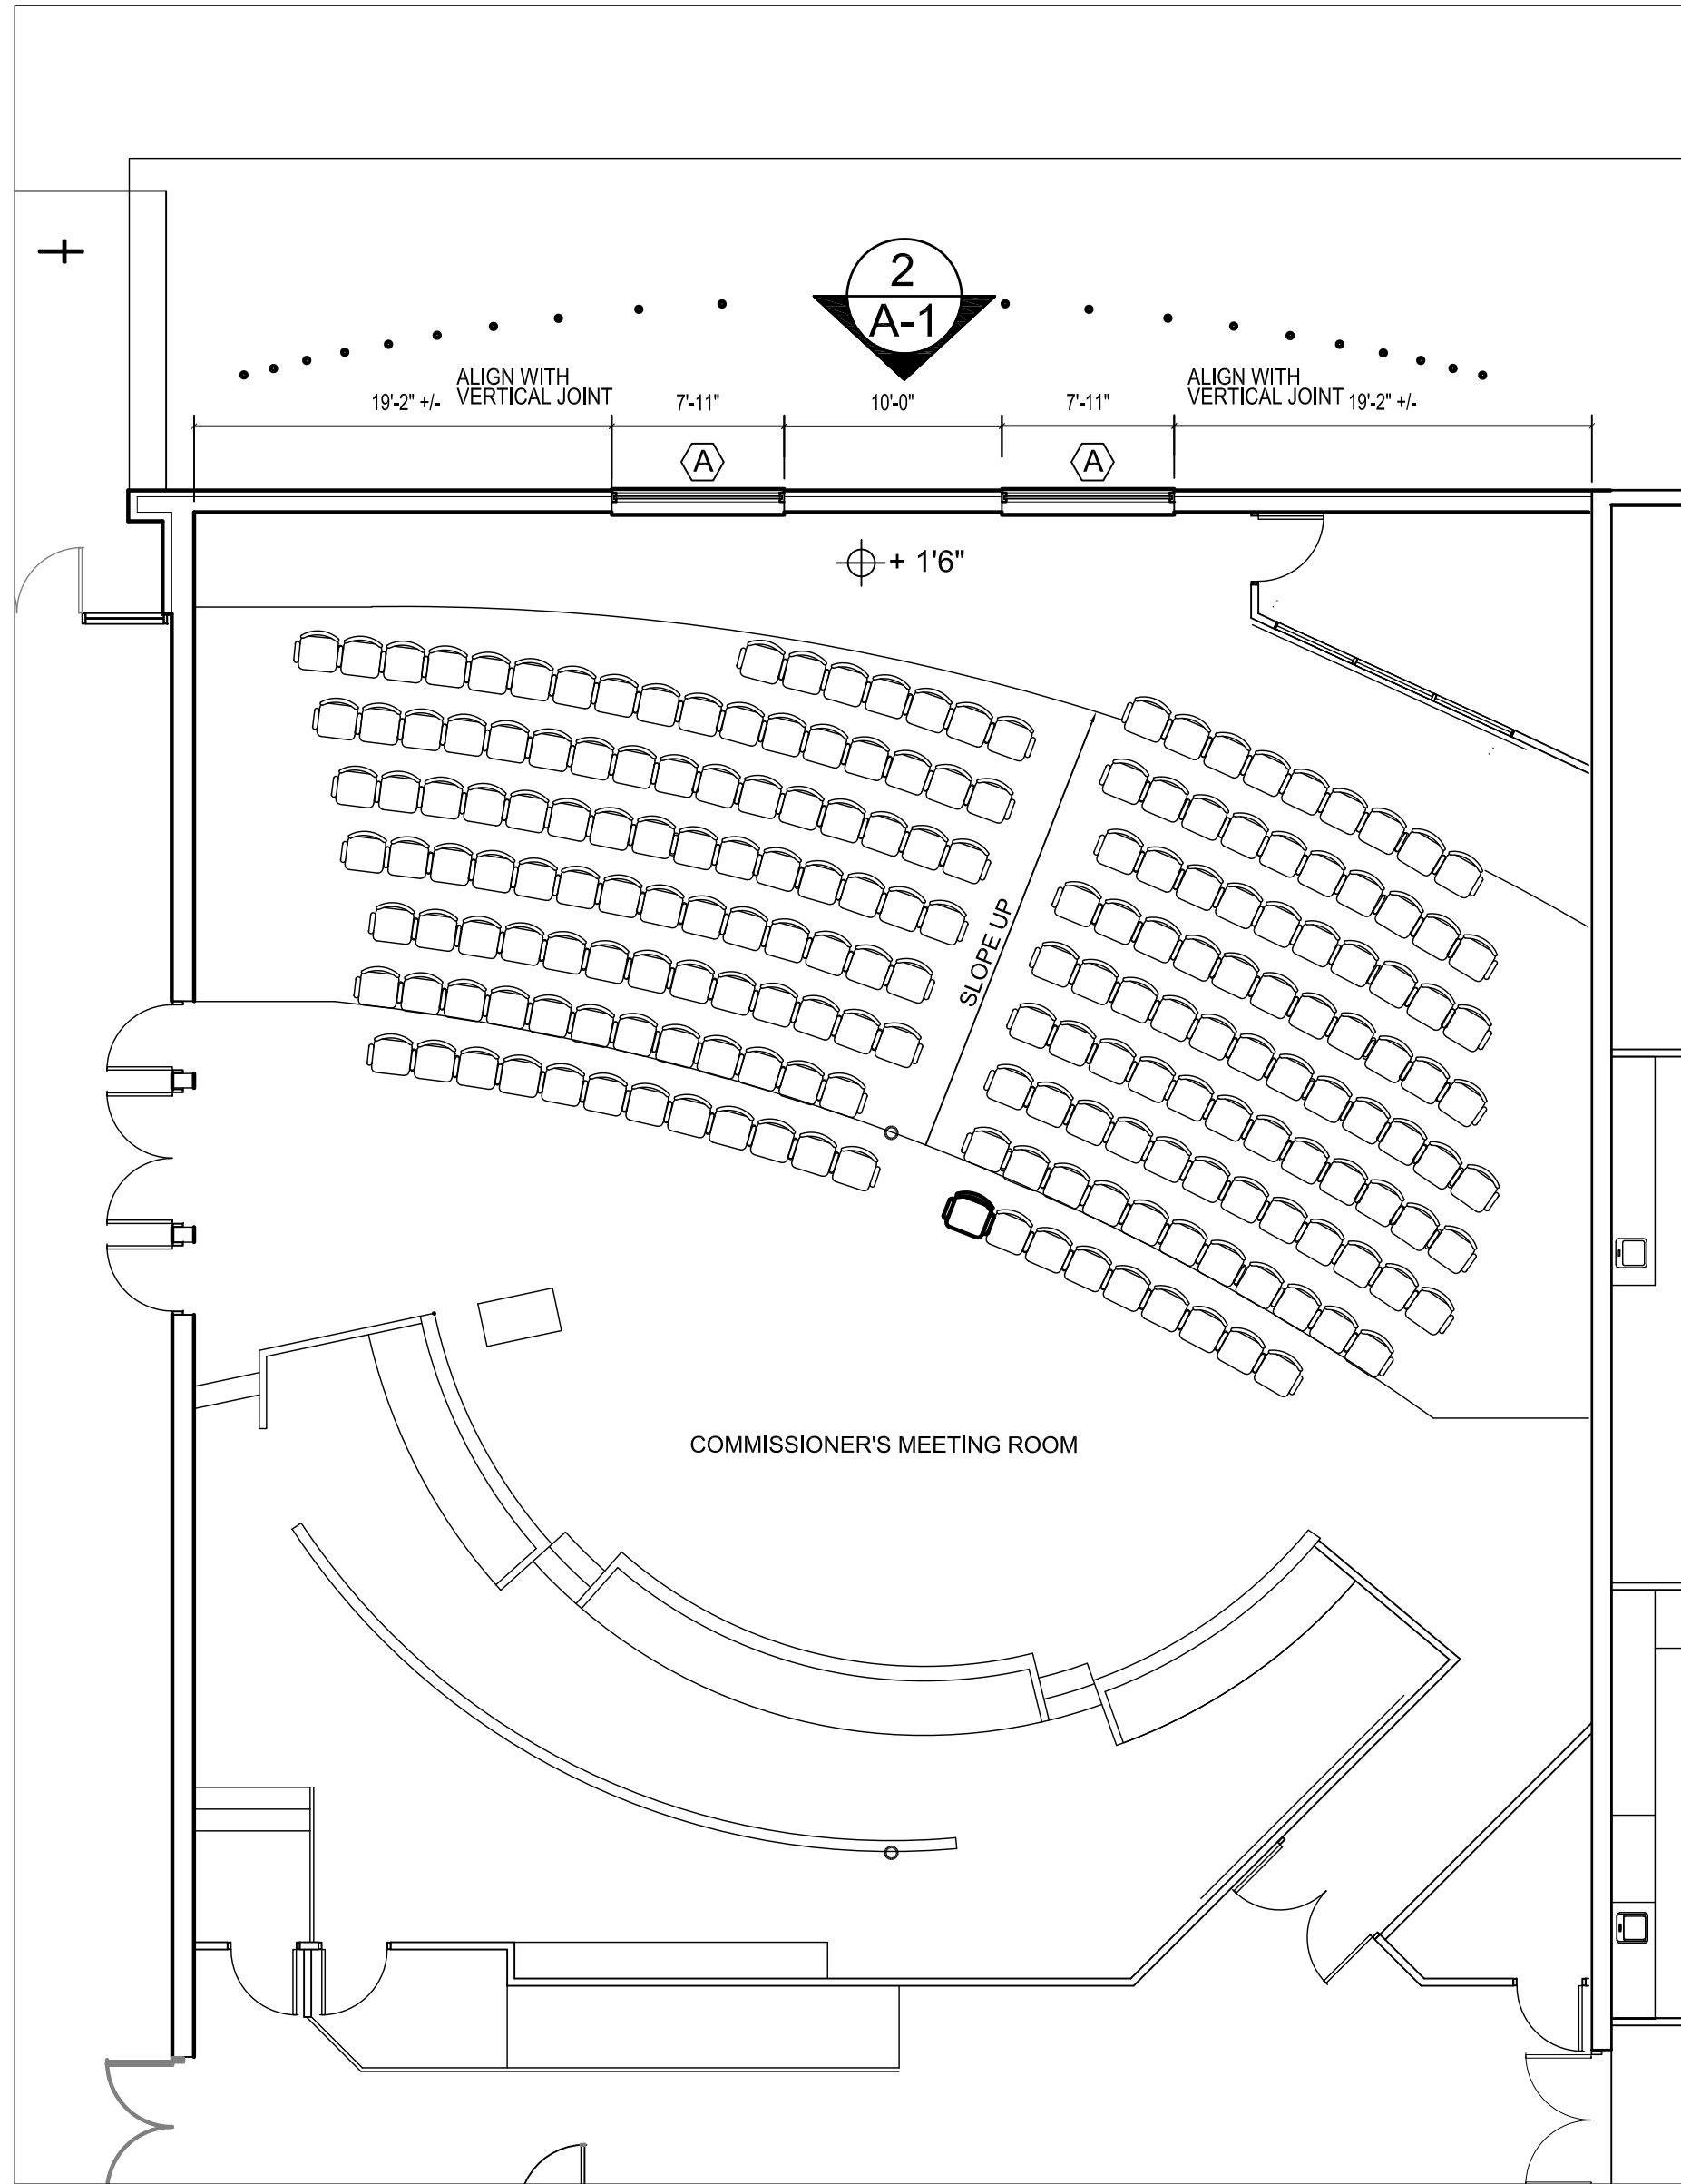 2
A-1
ALIGN WITH
VERTICAL JOINT
ALIGN WITH
VERTICAL JOINT
19'-2" +/-
7'-11"
10'-0"
7'-11"
19'-2" +/-
A
A
+ 1'6"
SLOPE UP
COMMISSIONER'S MEETING ROOM